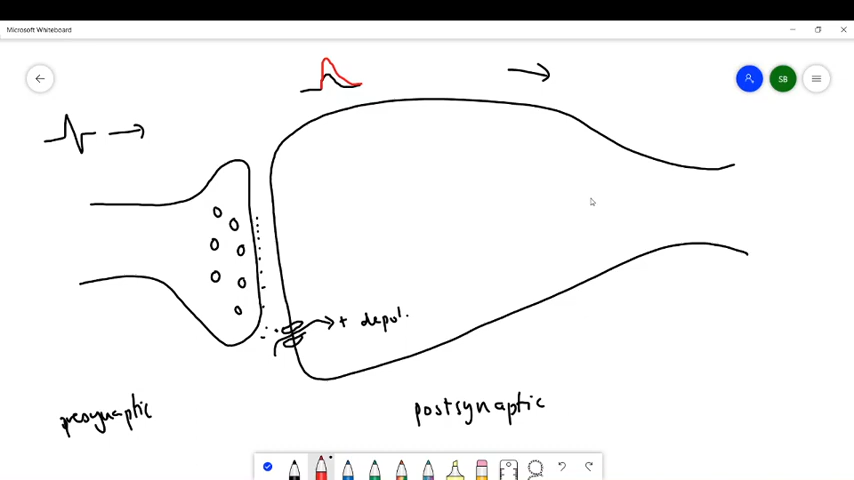 Microsoft Whiteboard
SB
+ depol.
presynaptic
postsynaptic